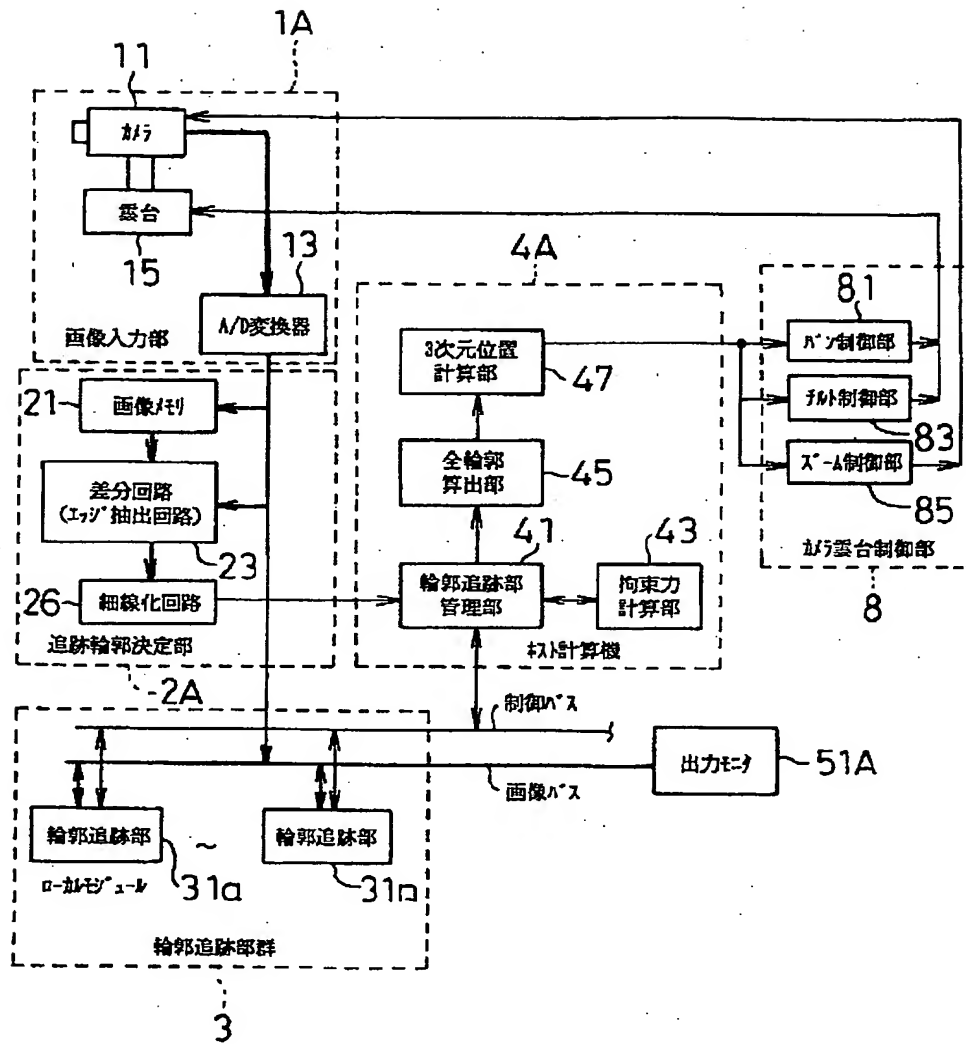 1A
11
カメラ
雲台
15
13
A/D変換器
画像入力部
4A
81
パン制御部
3次元位置
計算部
47
21
画像メモリ
チルト制御部
83
全輪郭
算出部
45
ズーム制御部
85
差分回路
(エッジ抽出回路)
23
カメラ雲台制御部
8
41
43
輪郭追跡部
管理部
拘束力
計算部
26
細線化回路
追跡輪郭決定部
2A
ホスト計算機
制御バス
出力モニタ
51A
画像バス
輪郭追跡部
~
輪郭追跡部
31a
31n
ローカルモジュール
輪郭追跡部群
3